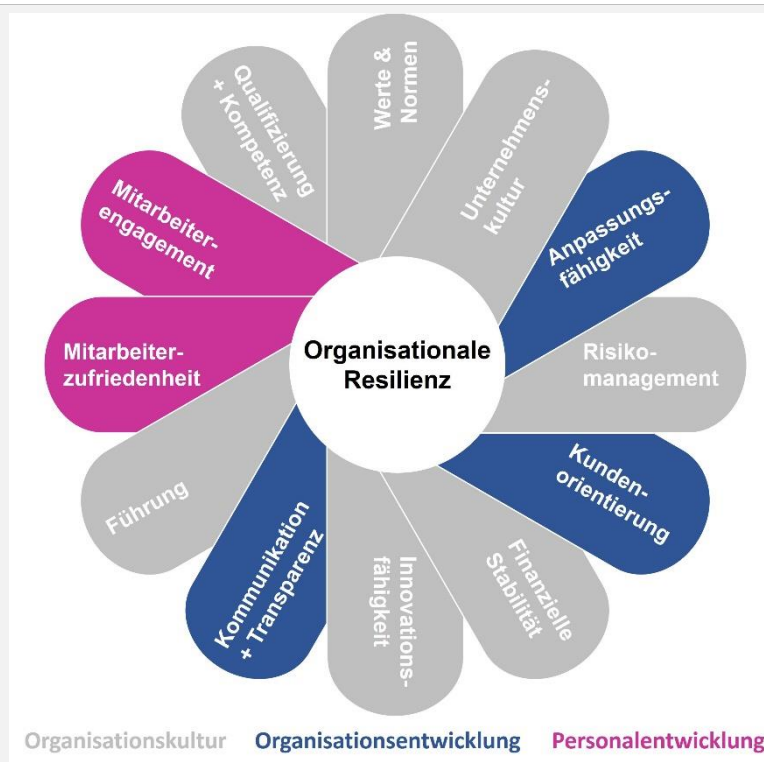 Werte &
Normen
Unternehmens-
kultur
Anpassungs-
fähigkeit
Risiko-
management
Kunden-
orientierung
Finanzielle
Stabilität
Innovations-
fähigkeit
Kommunikation
+ Transparenz
Führung
Mitarbeiter-
zufriedenheit
Mitarbeiter-
engagement
Qualifizierung
+ Kompetenz
Organisationale
Resilienz
Organisationskultur Organisationsentwicklung Personalentwicklung